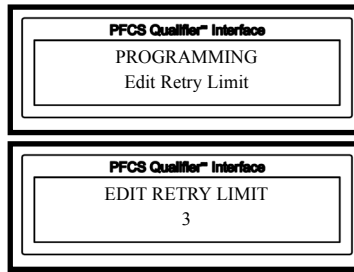 PFCS Qualifier™ Interface
PROGRAMMING
Edit Retry Limit
PFCS Qualifier™ Interface
EDIT RETRY LIMIT
3